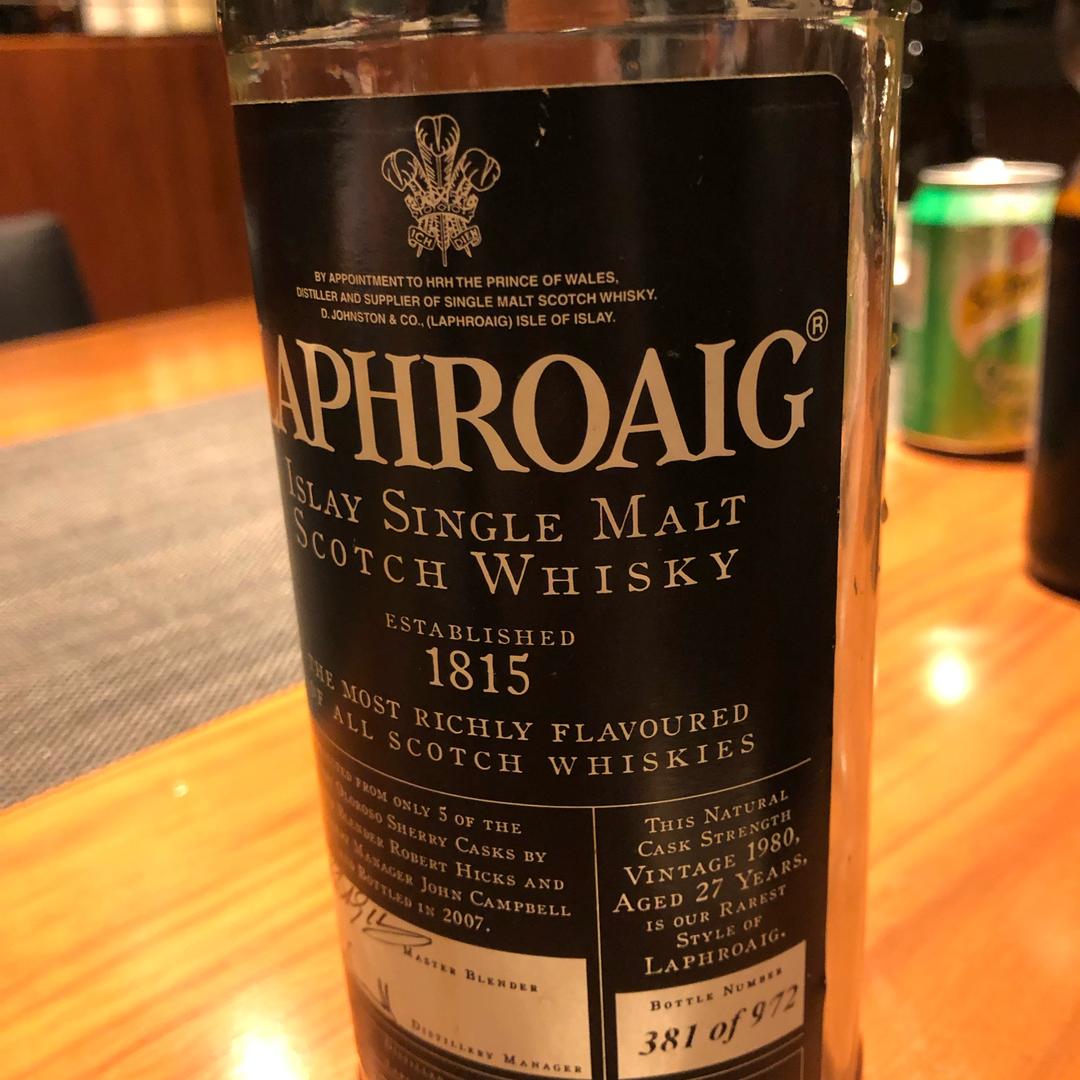 ICH DIEN
BY APPOINTMENT TO HRH THE PRINCE OF WALES,
DISTILLER AND SUPPLIER OF SINGLE MALT SCOTCH WHISKY.
D. JOHNSTON & CO., (LAPHROAIG) ISLE OF ISLAY.
APHROAIG®
ISLAY SINGLE MALT
SCOTCH WHISKY
ESTABLISHED
1815
THE MOST RICHLY FLAVOURED
OF ALL SCOTCH WHISKIES
FROM ONLY 5 OF THE
OLOROSO SHERRY CASKS BY
BLENDER ROBERT HICKS AND
MANAGER JOHN CAMPBELL
BOTTLED IN 2007.
MASTER BLENDER
DISTILLERY MANAGER
THIS NATURAL
CASK STRENGTH
VINTAGE 1980,
AGED 27 YEARS,
IS OUR RAREST
STYLE OF
LAPHROAIG.
BOTTLE NUMBER
381 of 972